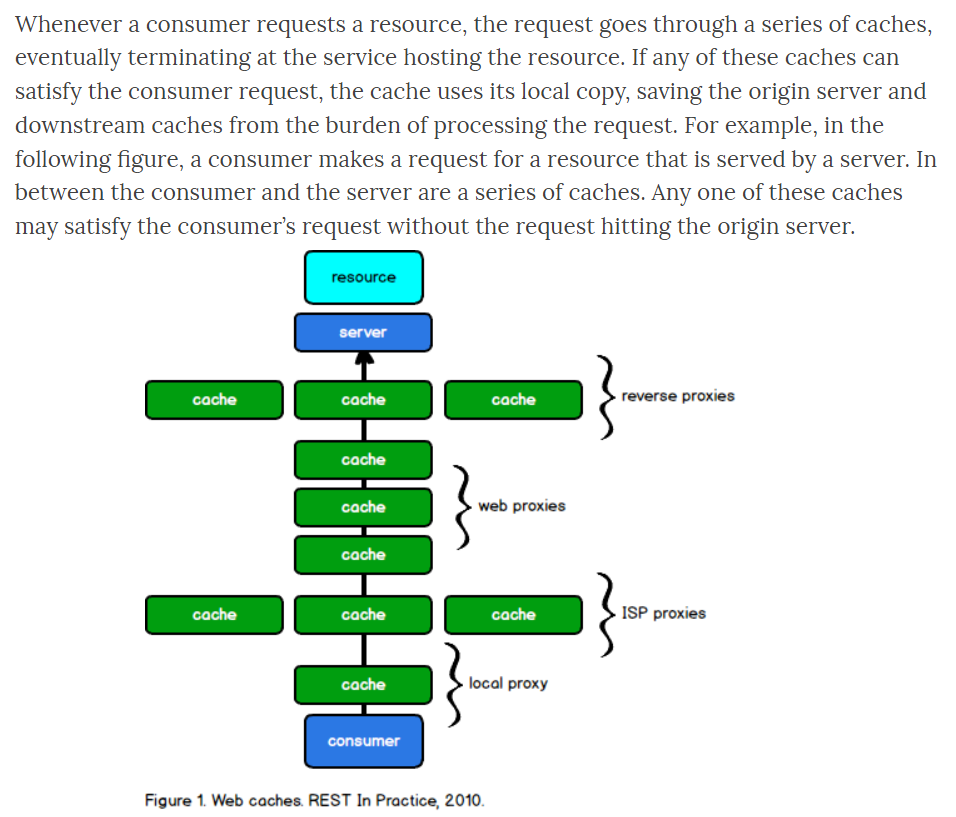 Whenever a consumer requests a resource, the request goes through a series of caches,
eventually terminating at the service hosting the resource. If any of these caches can
satisfy the consumer request, the cache uses its local copy, saving the origin server and
downstream caches from the burden of processing the request. For example, in the
following figure, a consumer makes a request for a resource that is served by a server. In
between the consumer and the server are a series of caches. Any one of these caches
may satisfy the consumer’s request without the request hitting the origin server.
resource
server
cache cache cache reverse proxies
cache
cache web proxies
cache
cache cache cache ISP proxies
cache local proxy
consumer
Figure 1. Web caches. REST In Practice, 2010.